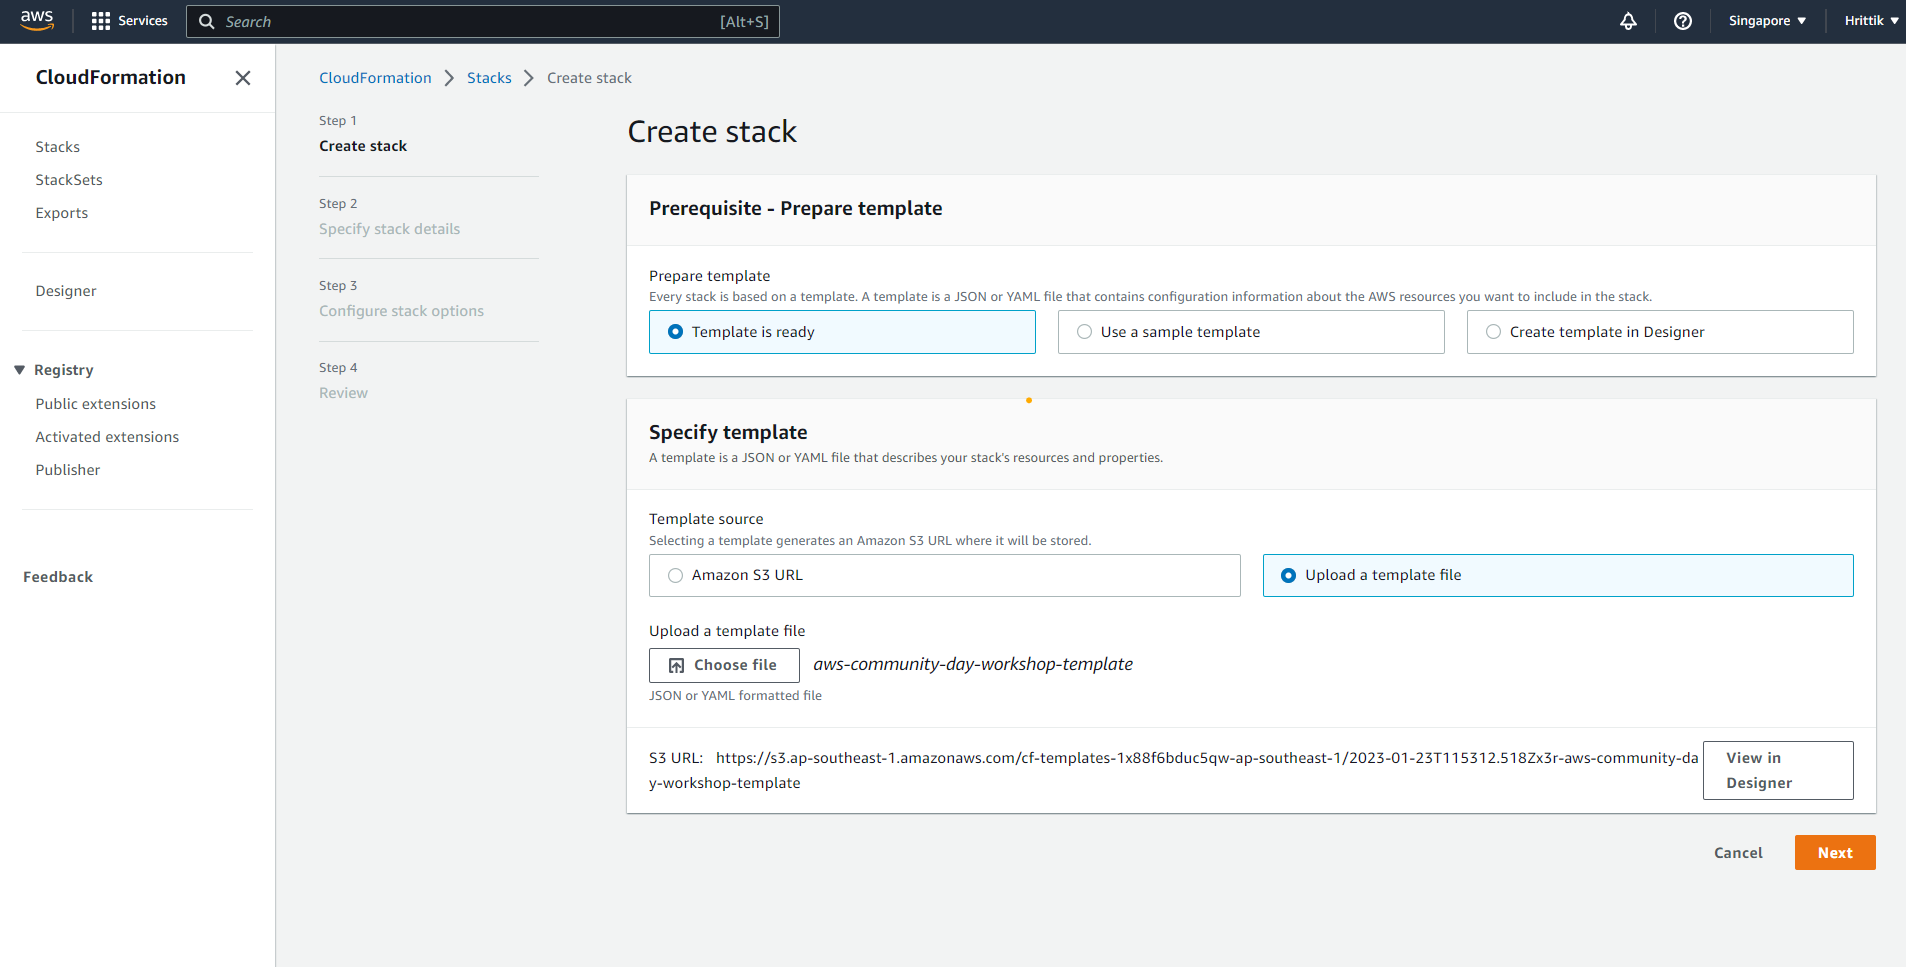 aws
Services
Search
[Alt+S]
Singapore
Hrittik
CloudFormation
Stacks
StackSets
Exports
Designer
Registry
Public extensions
Activated extensions
Publisher
Feedback
CloudFormation
Stacks
Create stack
Step 1
Create stack
Step 2
Specify stack details
Step 3
Configure stack options
Step 4
Review
Create stack
Prerequisite - Prepare template
Prepare template
Every stack is based on a template. A template is a JSON or YAML file that contains configuration information about the AWS resources you want to include in the stack.
Template is ready
Use a sample template
Create template in Designer
Specify template
A template is a JSON or YAML file that describes your stack's resources and properties.
Template source
Selecting a template generates an Amazon S3 URL where it will be stored.
Amazon S3 URL
Upload a template file
Upload a template file
Choose file
aws-community-day-workshop-template
JSON or YAML formatted file
S3 URL: https://s3.ap-southeast-1.amazonaws.com/cf-templates-1x88f6bduc5qw-ap-southeast-1/2023-01-23T115312.518Zx3r-aws-community-da
y-workshop-template
View in
Designer
Cancel
Next